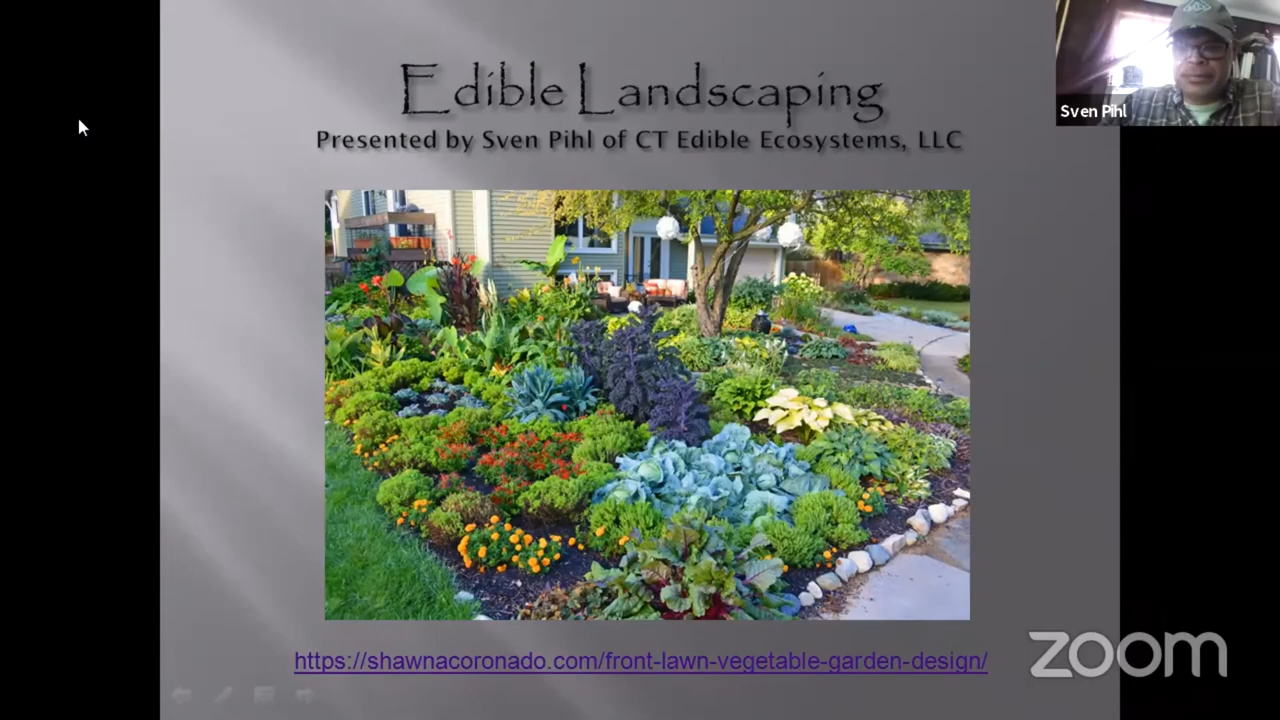 Edible Landscaping
Presented by Sven Pihl of CT Edible Ecosystems, LLC
Sven Pihl
https://shawnacoronado.com/front-lawn-vegetable-garden-design/
zoom